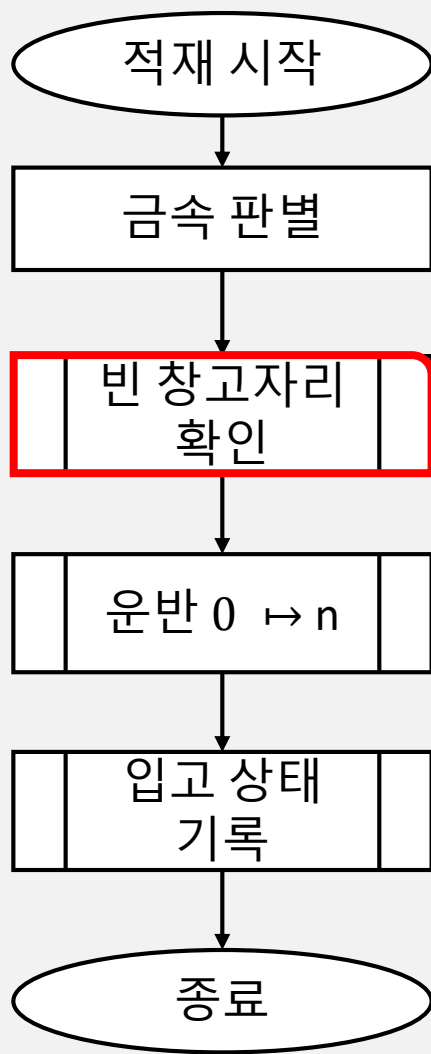 적재 시작
금속 판별
빈 창고자리
확인
운반 0 ↦ n
입고 상태
기록
종료